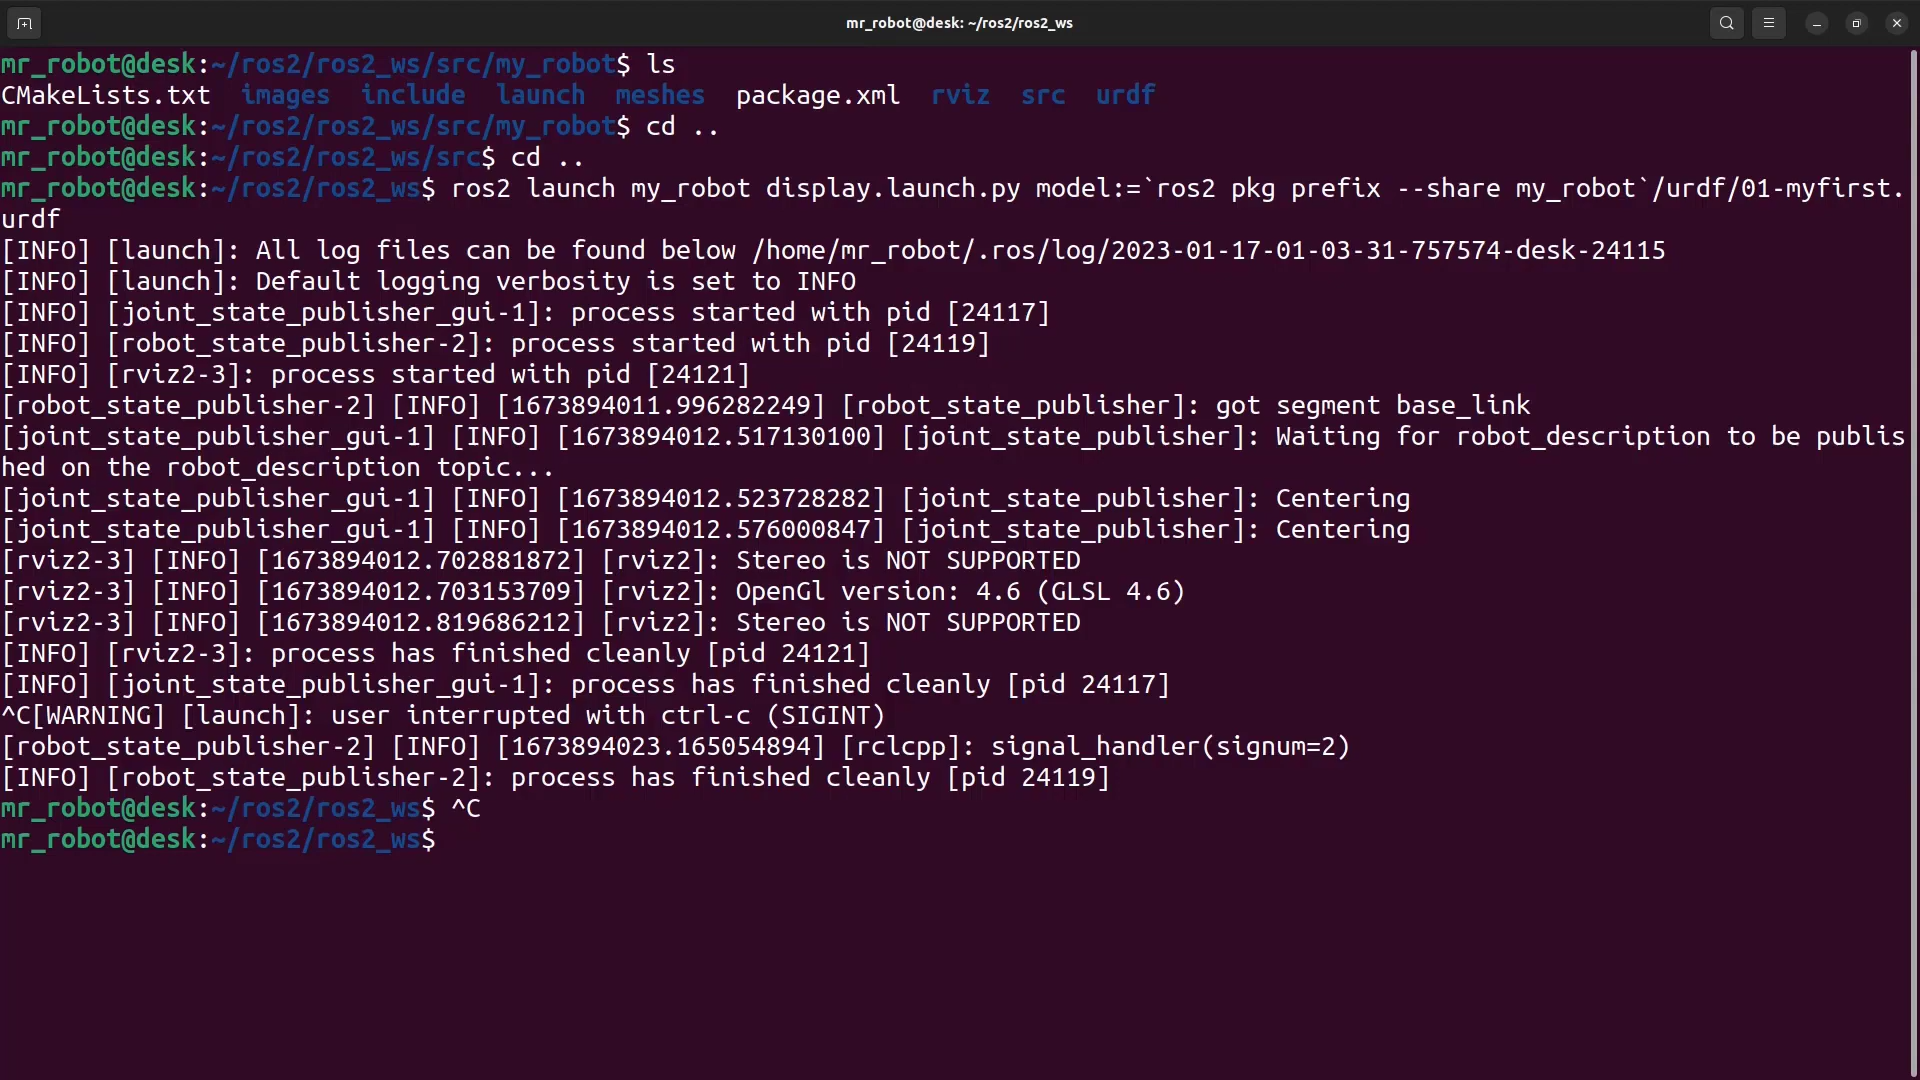 mr_robot@desk: ~/ros2/ros2_ws
mr_robot@desk:~/ros2/ros2_ws/src/my_robot$ ls
CMakeLists.txt  images  include  launch  meshes  package.xml  rviz  src  urdf
mr_robot@desk:~/ros2/ros2_ws/src/my_robot$ cd ..
mr_robot@desk:~/ros2/ros2_ws/src$ cd ..
mr_robot@desk:~/ros2/ros2_ws$ ros2 launch my_robot display.launch.py model:=`ros2 pkg prefix --share my_robot`/urdf/01-myfirst.
urdf
[INFO] [launch]: All log files can be found below /home/mr_robot/.ros/log/2023-01-17-01-03-31-757574-desk-24115
[INFO] [launch]: Default logging verbosity is set to INFO
[INFO] [joint_state_publisher_gui-1]: process started with pid [24117]
[INFO] [robot_state_publisher-2]: process started with pid [24119]
[INFO] [rviz2-3]: process started with pid [24121]
[robot_state_publisher-2] [INFO] [1673894011.996282249] [robot_state_publisher]: got segment base_link
[joint_state_publisher_gui-1] [INFO] [1673894012.517130100] [joint_state_publisher]: Waiting for robot_description to be publis
hed on the robot_description topic...
[joint_state_publisher_gui-1] [INFO] [1673894012.523728282] [joint_state_publisher]: Centering
[joint_state_publisher_gui-1] [INFO] [1673894012.576000847] [joint_state_publisher]: Centering
[rviz2-3] [INFO] [1673894012.702881872] [rviz2]: Stereo is NOT SUPPORTED
[rviz2-3] [INFO] [1673894012.703153709] [rviz2]: OpenGl version: 4.6 (GLSL 4.6)
[rviz2-3] [INFO] [1673894012.819686212] [rviz2]: Stereo is NOT SUPPORTED
[INFO] [rviz2-3]: process has finished cleanly [pid 24121]
[INFO] [joint_state_publisher_gui-1]: process has finished cleanly [pid 24117]
^C[WARNING] [launch]: user interrupted with ctrl-c (SIGINT)
[robot_state_publisher-2] [INFO] [1673894023.165054894] [rclcpp]: signal_handler(signum=2)
[INFO] [robot_state_publisher-2]: process has finished cleanly [pid 24119]
mr_robot@desk:~/ros2/ros2_ws$ ^C
mr_robot@desk:~/ros2/ros2_ws$